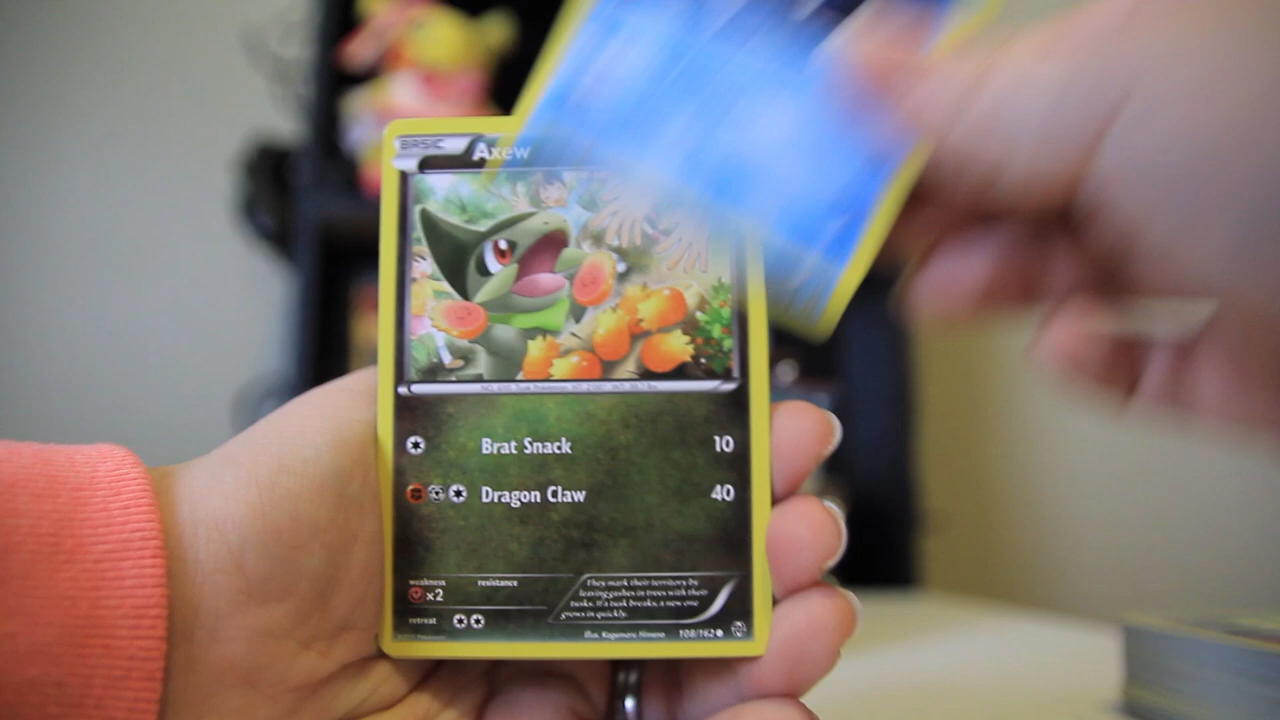 BASIC
Axew
Brat Snack 10
Dragon Claw 40
weakness resistance
×2
They mark their territory by
leaving gashes in trees with their
tusks. If a tusk breaks, a new one
grows in quickly.
retreat
Illus. Kagemaru Himeno 108/162